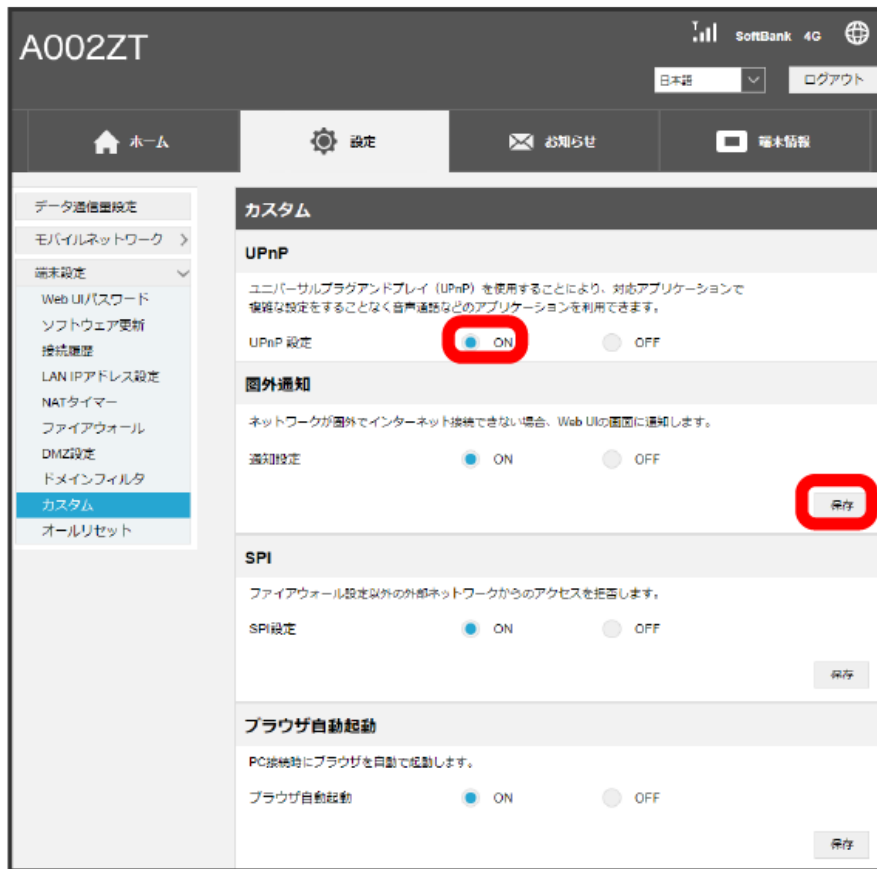 A002ZT
SoftBank 4G
日本語
ログアウト
ホーム
設定
お知らせ
端末情報
データ通信量設定
モバイルネットワーク
端末設定
Web UIパスワード
ソフトウェア更新
接続履歴
LAN IPアドレス設定
NATタイマー
ファイアウォール
DMZ設定
ドメインフィルタ
カスタム
オールリセット
カスタム
UPnP
ユニバーサルプラグアンドプレイ（UPnP）を使用することにより、対応アプリケーションで
複雑な設定をすることなく音声通話などのアプリケーションを利用できます。
UPnP 設定 ON OFF
圏外通知
ネットワークが圏外でインターネット接続できない場合、Web UIの画面に通知します。
通知設定 ON OFF
保存
SPI
ファイアウォール設定以外の外部ネットワークからのアクセスを拒否します。
SPI設定 ON OFF
保存
ブラウザ自動起動
PC接続時にブラウザを自動で起動します。
ブラウザ自動起動 ON OFF
保存